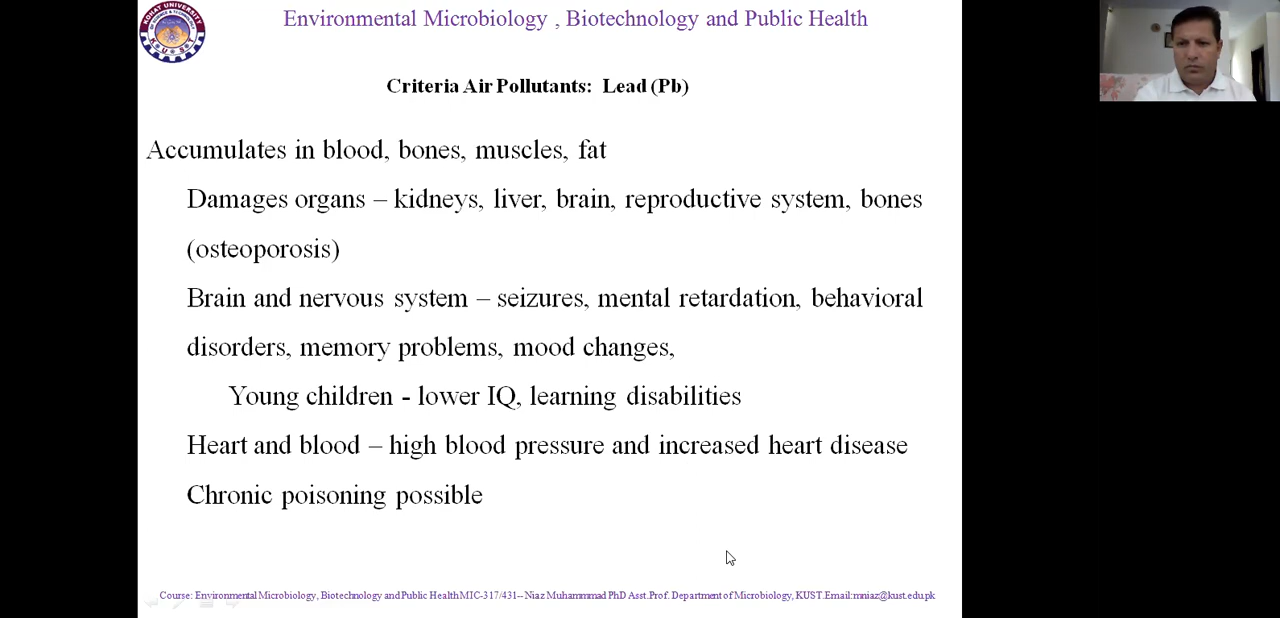 KOHAT UNIVERSITY
K U S T
Environmental Microbiology , Biotechnology and Public Health
Criteria Air Pollutants: Lead (Pb)
Accumulates in blood, bones, muscles, fat
Damages organs – kidneys, liver, brain, reproductive system, bones
(osteoporosis)
Brain and nervous system – seizures, mental retardation, behavioral
disorders, memory problems, mood changes,
Young children - lower IQ, learning disabilities
Heart and blood – high blood pressure and increased heart disease
Chronic poisoning possible
Course: Environmental Microbiology, Biotechnology and Public Health MIC-317/431-- Niaz Muhammmad PhD Asst.Prof. Department of Microbiology, KUST.Email:mniaz@kust.edu.pk